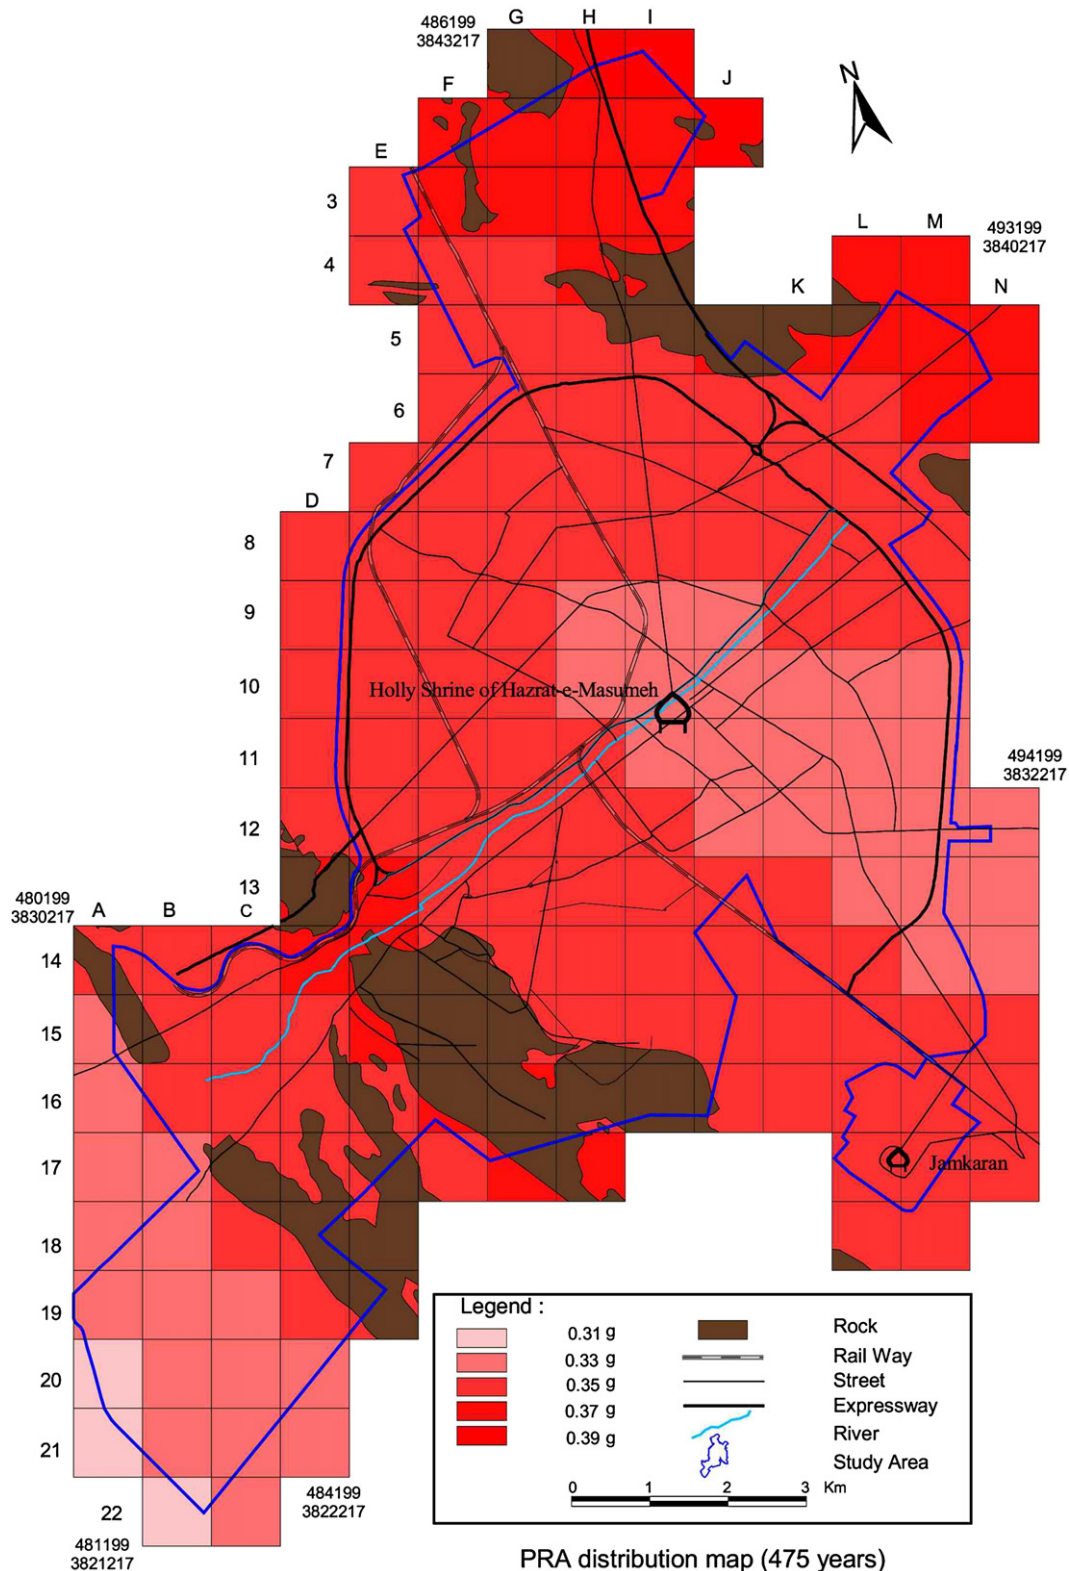 G H I
486199
3843217
F
J
N
E
3
L M
493199
3840217
4
K
N
5
6
7
D
8
9
10
Holly Shrine of Hazrat-e-Masumeh
11
494199
3832217
12
13
480199
3830217
A B C
14
15
16
17
Jamkaran
18
19
20
21
22
484199
3822217
481199
3821217
Legend :
0.31 g
0.33 g
0.35 g
0.37 g
0.39 g
Rock
Rail Way
Street
Expressway
River
Study Area
0 1 2 3 Km
PRA distribution map (475 years)